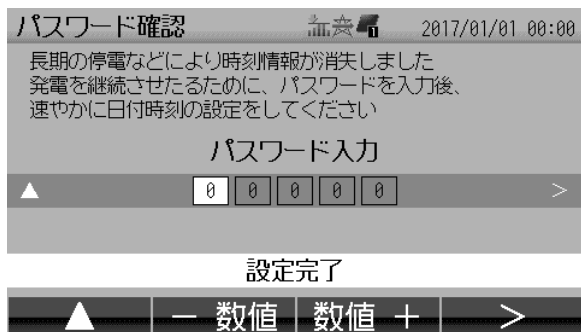 パスワード確認 2017/01/01 00:00
長期の停電などにより時刻情報が消失しました
発電を継続させたるために、パスワードを入力後、
速やかに日付時刻の設定をしてください
パスワード入力
▲ 0 0 0 0 0 >
設定完了
▲ － 数値 数値 ＋ >